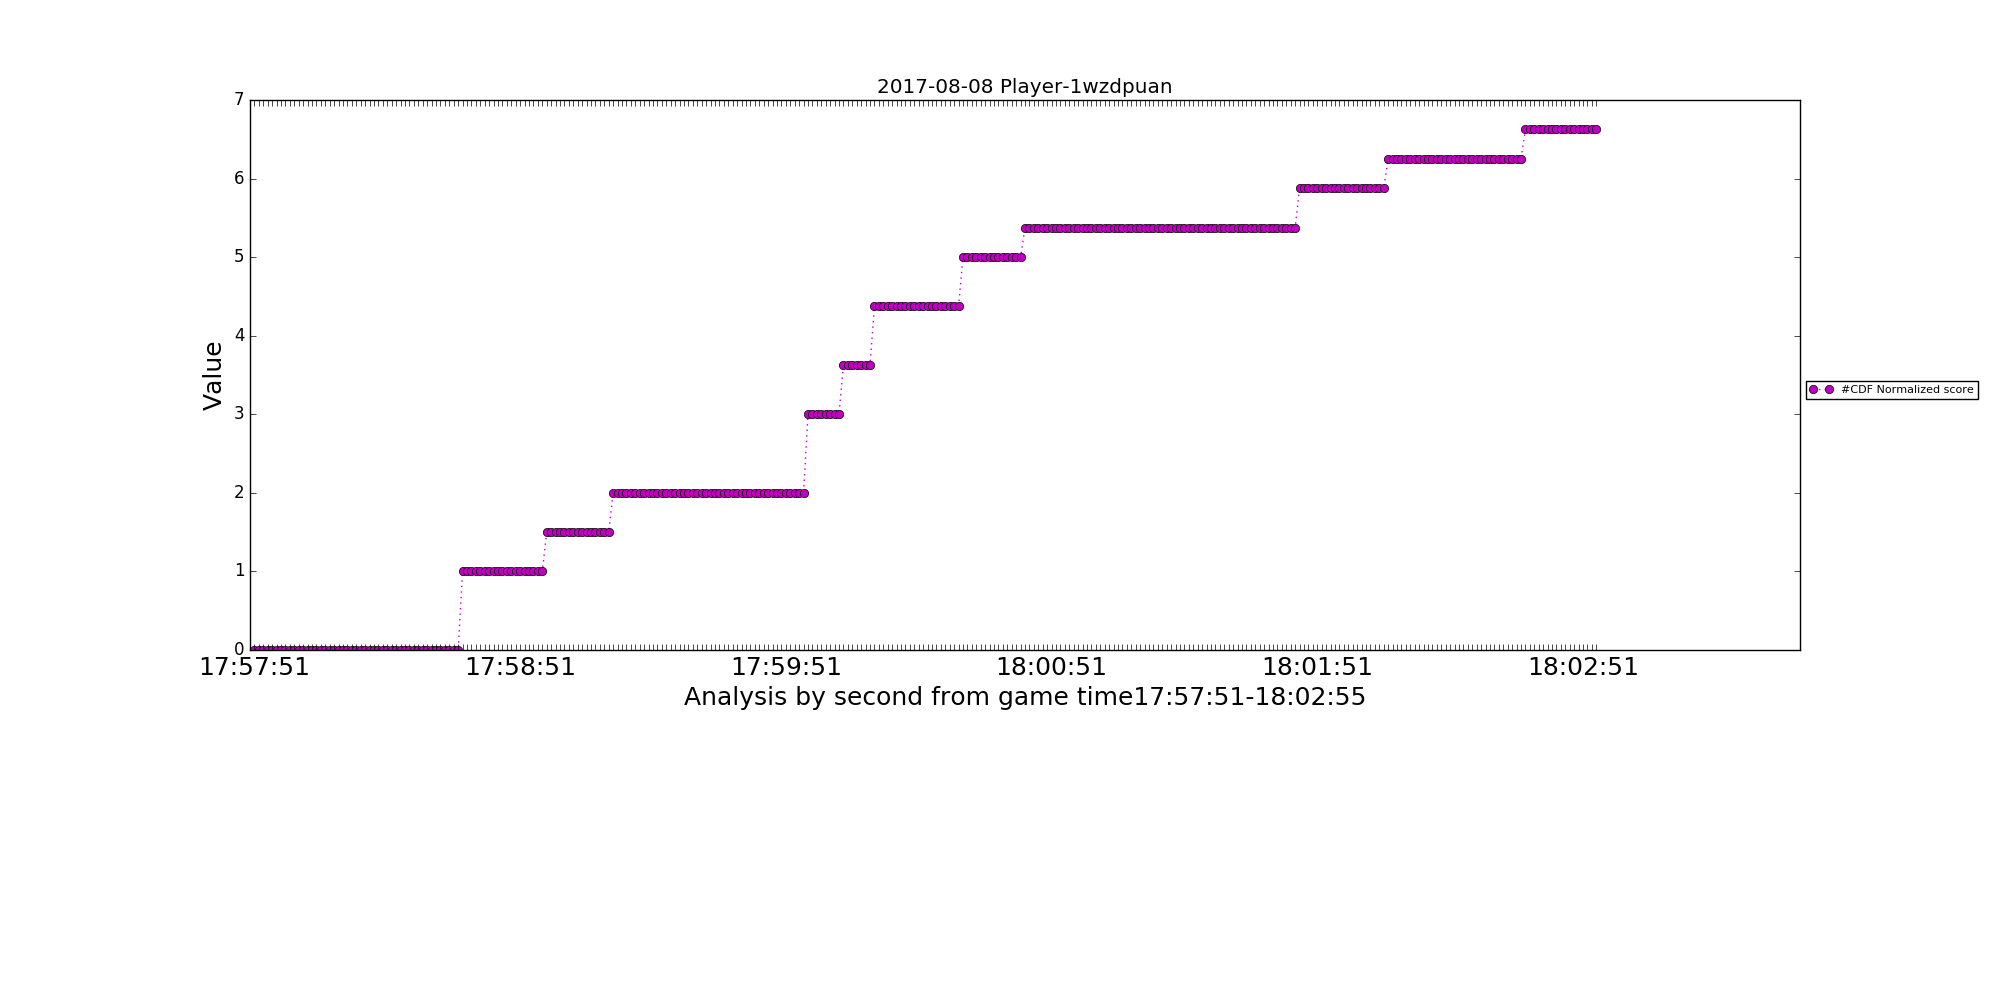 2017-08-08 Player-1wzdpuan
7
6
5
4
3
2
1
0
Value
#CDF Normalized score
17:57:51 17:58:51 17:59:51 18:00:51 18:01:51 18:02:51
Analysis by second from game time17:57:51-18:02:55